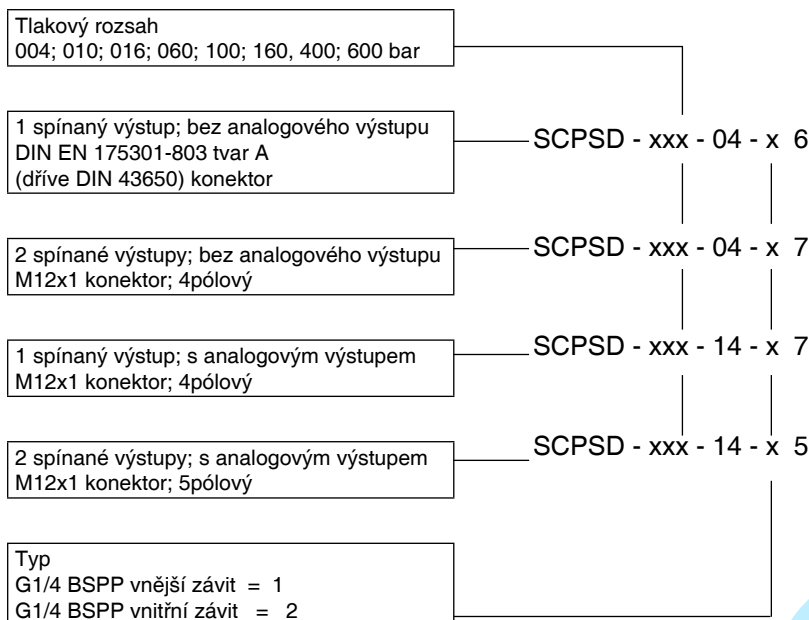 Tlakový rozsah
004; 010; 016; 060; 100; 160, 400; 600 bar
1 spínaný výstup; bez analogového výstupu
DIN EN 175301-803 tvar A
(dříve DIN 43650) konektor
SCPSD - xxx - 04 - x 6
2 spínané výstupy; bez analogového výstupu
M12x1 konektor; 4pólový
SCPSD - xxx - 04 - x 7
1 spínaný výstup; s analogovým výstupem
M12x1 konektor; 4pólový
SCPSD - xxx - 14 - x 7
2 spínané výstupy; s analogovým výstupem
M12x1 konektor; 5pólový
SCPSD - xxx - 14 - x 5
Typ
G1/4 BSPP vnější závit = 1
G1/4 BSPP vnitřní závit = 2